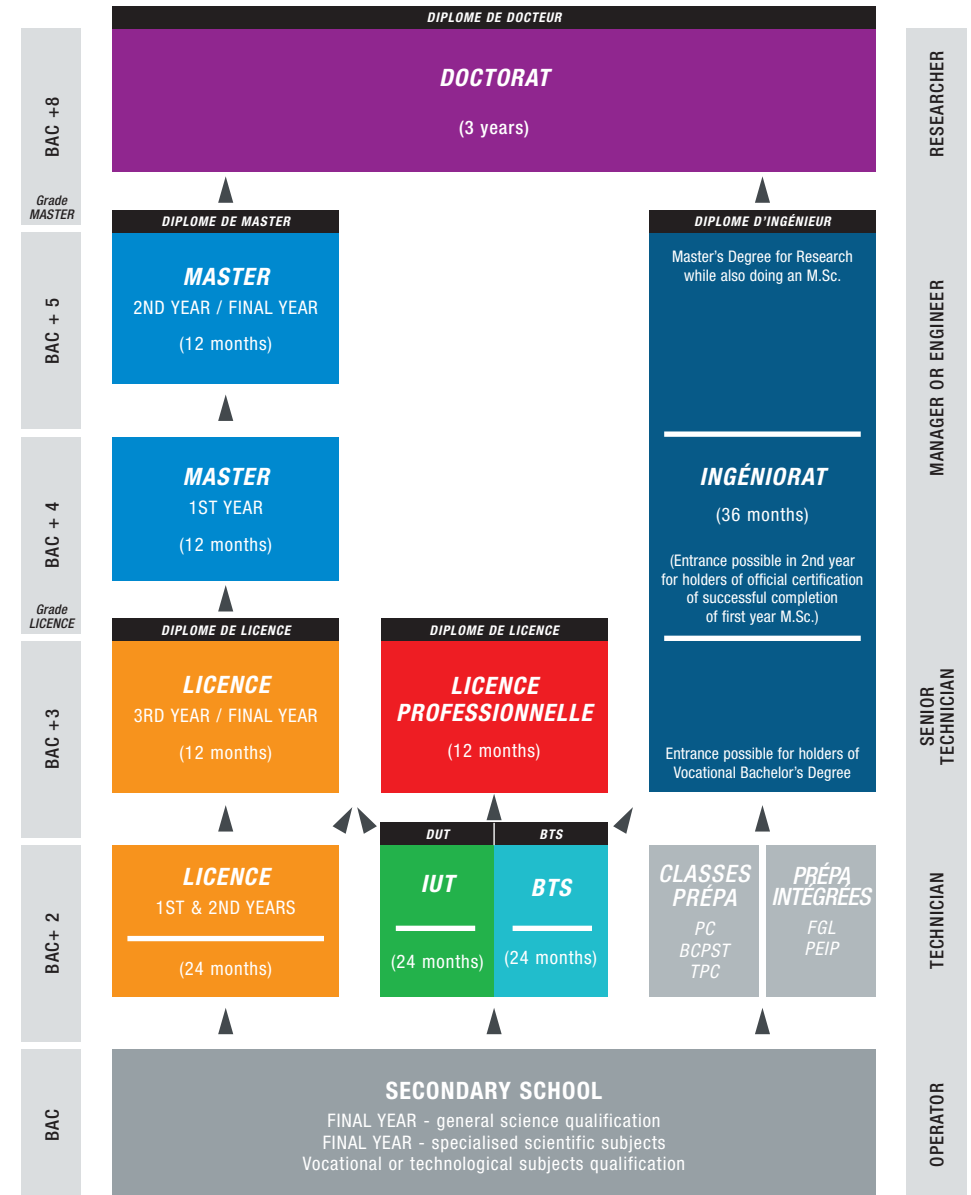 DIPLOME DE DOCTEUR
DOCTORAT
(3 years)
BAC +8
RESEARCHER
Grade
MASTER
DIPLOME DE MASTER
MASTER
2ND YEAR / FINAL YEAR
(12 months)
BAC + 5
DIPLOME D'INGÉNIEUR
Master's Degree for Research
while also doing an M.Sc.
MANAGER OR ENGINEER
MASTER
1ST YEAR
(12 months)
BAC + 4
INGÉNIORAT
(36 months)
(Entrance possible in 2nd year
for holders of official certification
of successful completion
of first year M.Sc.)
Grade
LICENCE
DIPLOME DE LICENCE
LICENCE
3RD YEAR / FINAL YEAR
(12 months)
DIPLOME DE LICENCE
LICENCE
PROFESSIONNELLE
(12 months)
BAC +3
Entrance possible for holders of
Vocational Bachelor's Degree
SENIOR
TECHNICIAN
LICENCE
1ST & 2ND YEARS
(24 months)
BAC+ 2
DUT
IUT
(24 months)
BTS
BTS
(24 months)
CLASSES
PRÉPA
PC
BCPST
TPC
PRÉPA
INTÉGRÉES
FGL
PEIP
TECHNICIAN
BAC
SECONDARY SCHOOL
FINAL YEAR - general science qualification
FINAL YEAR - specialised scientific subjects
Vocational or technological subjects qualification
OPERATOR